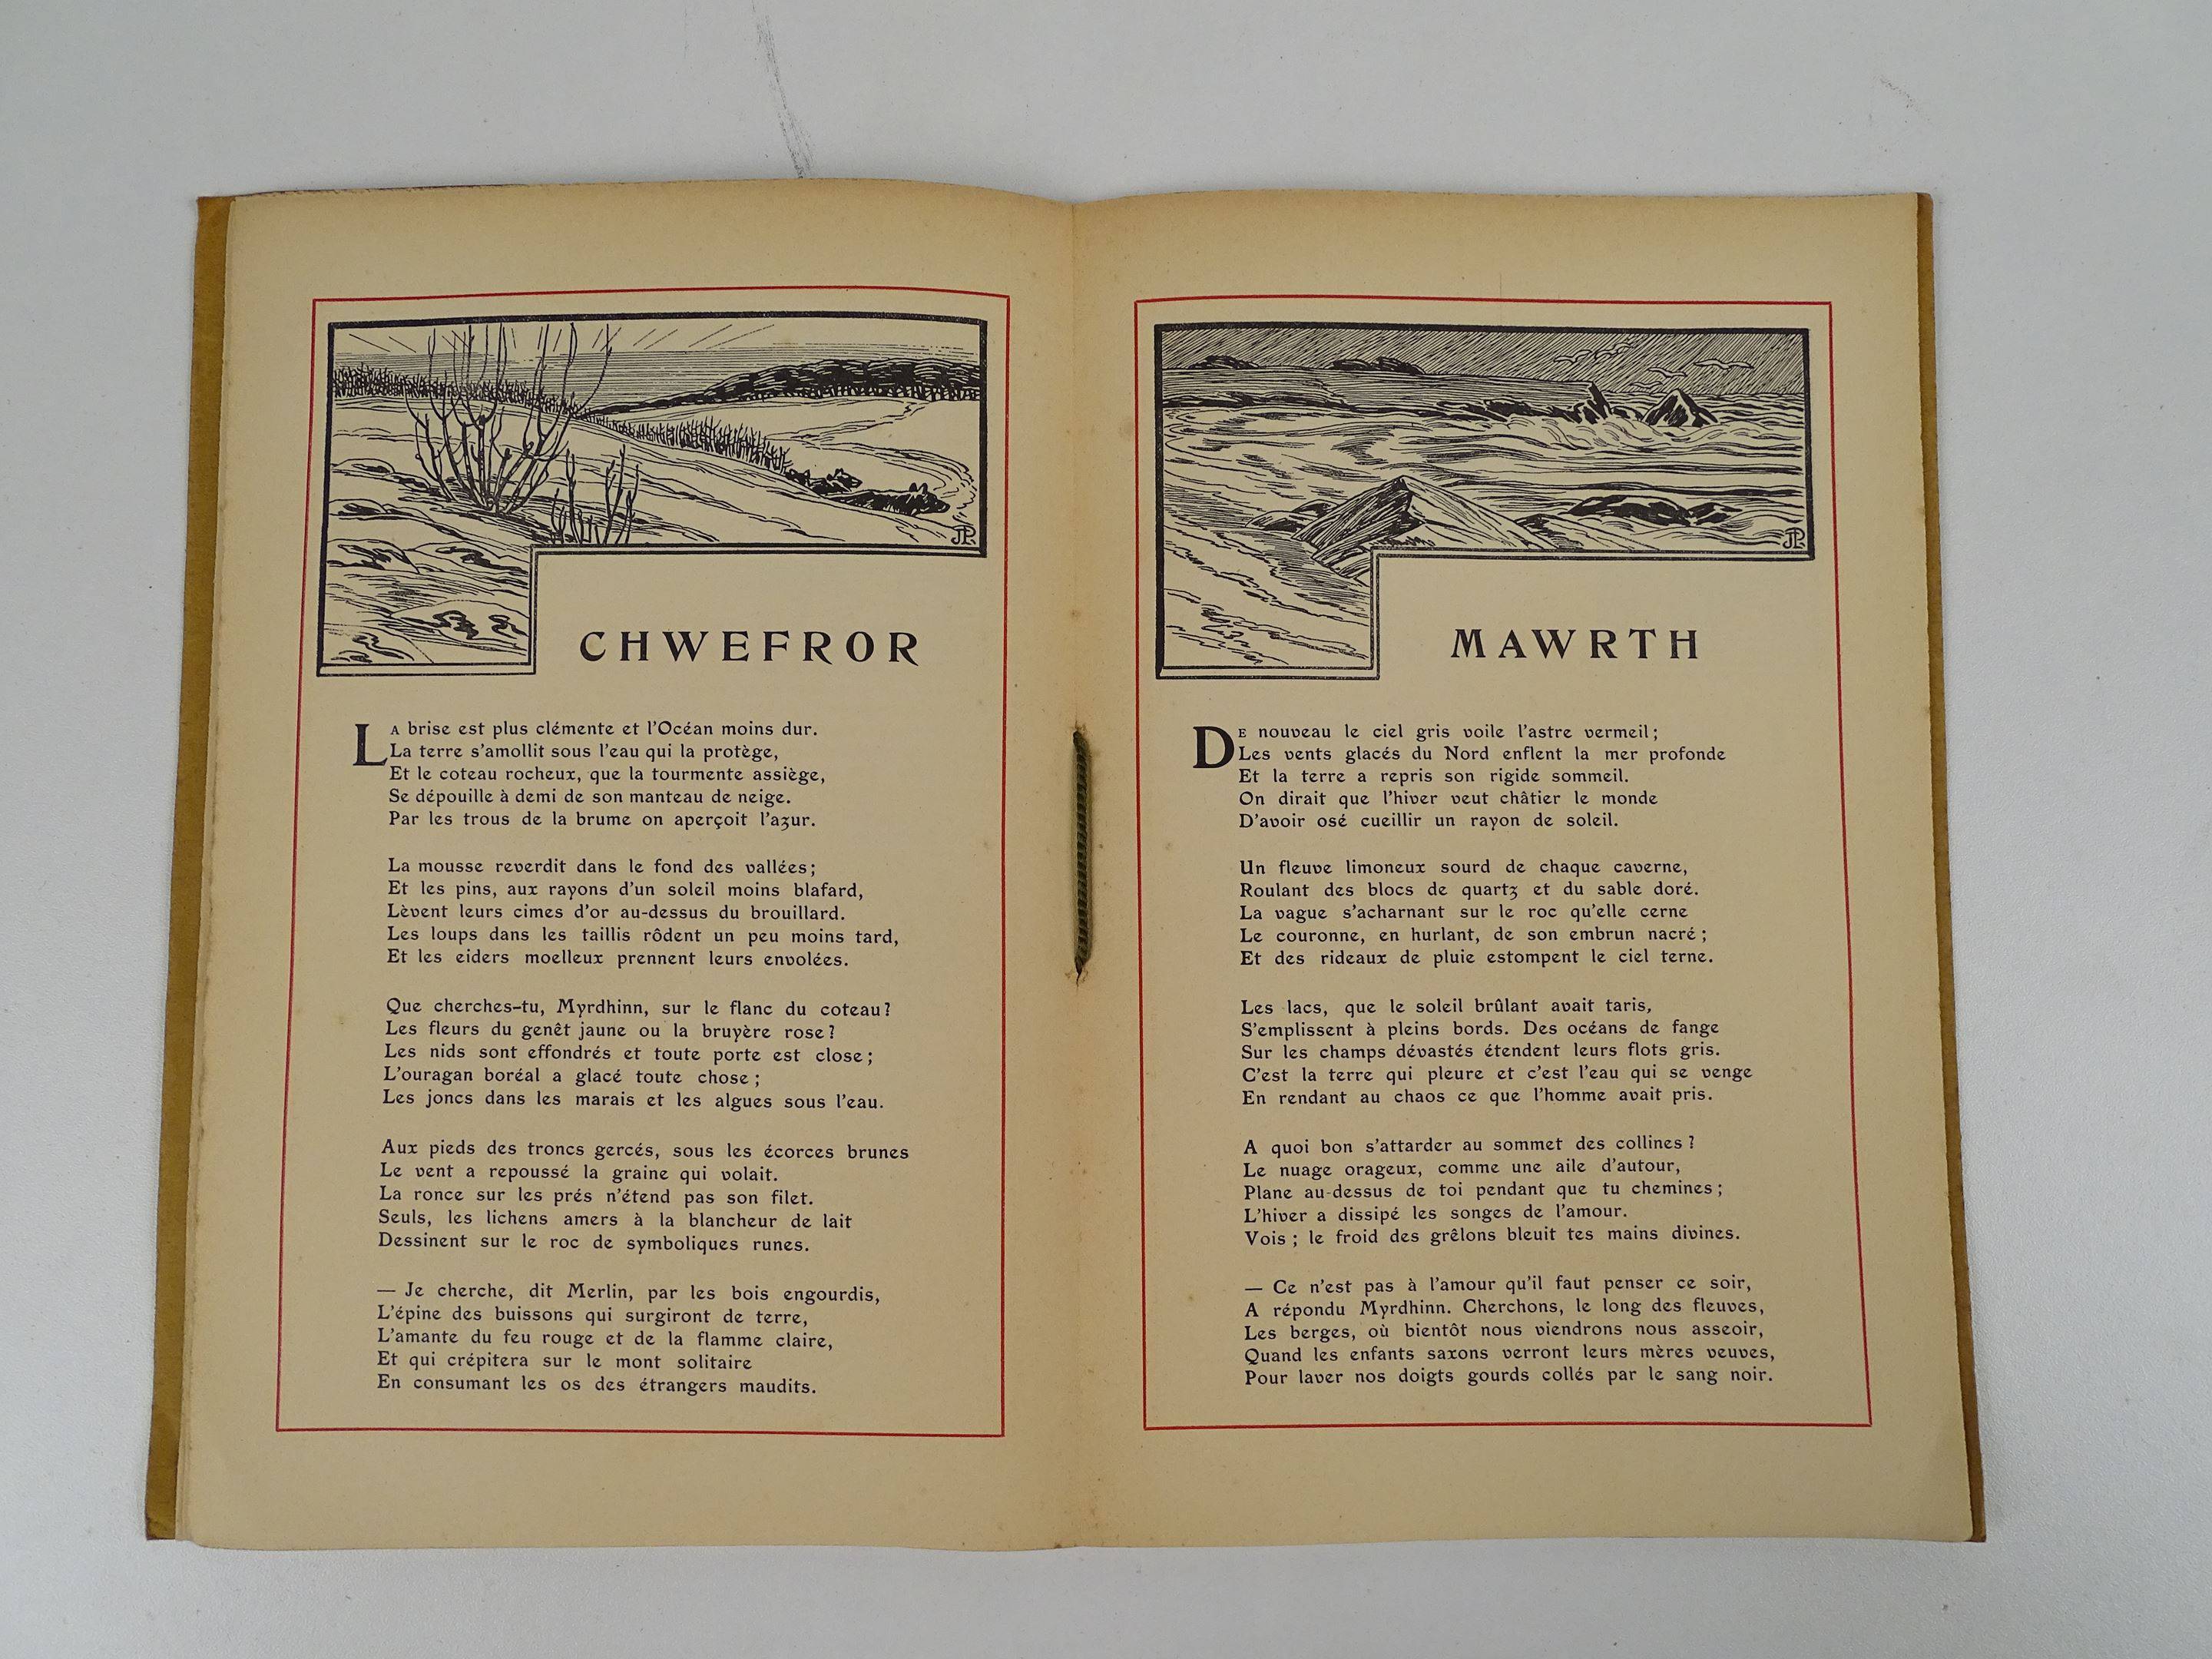 CHWEFROR
LA brise est plus clémente et l'Océan moins dur.
La terre s'amollit sous l'eau qui la protège,
Et le coteau rocheux, que la tourmente assiège,
Se dépouille à demi de son manteau de neige.
Par les trous de la brume on aperçoit l'azur.
La mousse reverdit dans le fond des vallées;
Et les pins, aux rayons d'un soleil moins blafard,
Lèvent leurs cimes d'or au-dessus du brouillard.
Les loups dans les taillis rôdent un peu moins tard,
Et les eiders moelleux prennent leurs envolées.
Que cherches-tu, Myrdhinn, sur le flanc du coteau?
Les fleurs du genêt jaune ou la bruyère rose?
Les nids sont effondrés et toute porte est close;
L'ouragan boréal a glacé toute chose;
Les joncs dans les marais et les algues sous l'eau.
Aux pieds des troncs gercés, sous les écorces brunes
Le vent a repoussé la graine qui volait.
La ronce sur les prés n'étend pas son filet.
Seuls, les lichens amers à la blancheur de lait
Dessinent sur le roc de symboliques runes.
— Je cherche, dit Merlin, par les bois engourdis,
L'épine des buissons qui surgiront de terre,
L'amante du feu rouge et de la flamme claire,
Et qui crépitera sur le mont solitaire
En consumant les os des étrangers maudits.
MAWRTH
DE nouveau le ciel gris voile l'astre vermeil;
Les vents glacés du Nord enflent la mer profonde
Et la terre a repris son rigide sommeil.
On dirait que l'hiver veut châtier le monde
D'avoir osé cueillir un rayon de soleil.
Un fleuve limoneux sourd de chaque caverne,
Roulant des blocs de quartz et du sable doré.
La vague s'acharnant sur le roc qu'elle cerne
Le couronne, en hurlant, de son embrun nacré;
Et des rideaux de pluie estompent le ciel terne.
Les lacs, que le soleil brûlant avait taris,
S'emplissent à pleins bords. Des océans de fange
Sur les champs dévastés étendent leurs flots gris.
C'est la terre qui pleure et c'est l'eau qui se venge
En rendant au chaos ce que l'homme avait pris.
A quoi bon s'attarder au sommet des collines?
Le nuage orageux, comme une aile d'autour,
Plane au-dessus de toi pendant que tu chemines;
L'hiver a dissipé les songes de l'amour.
Vois; le froid des grêlons bleuit tes mains divines.
— Ce n'est pas à l'amour qu'il faut penser ce soir,
A répondu Myrdhinn. Cherchons, le long des fleuves,
Les berges, où bientôt nous viendrons nous asseoir,
Quand les enfants saxons verront leurs mères veuves,
Pour laver nos doigts gourds collés par le sang noir.